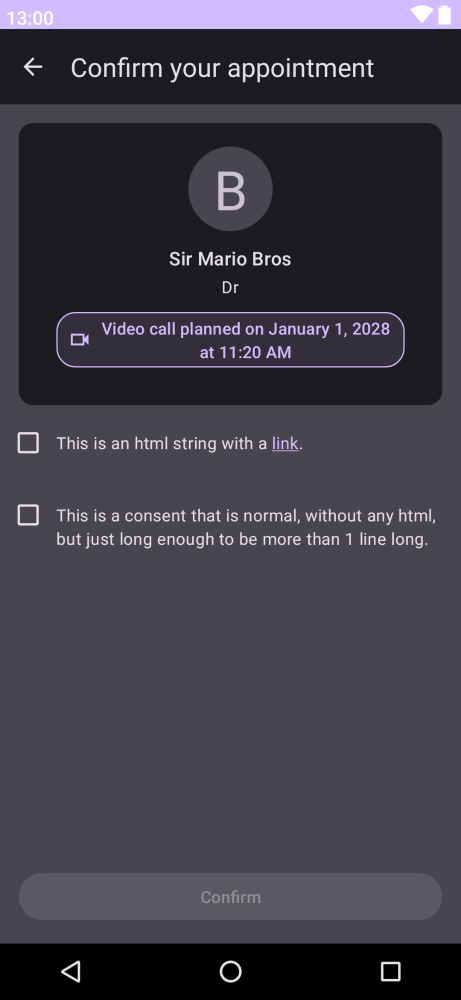 13:00
Confirm your appointment
B
Sir Mario Bros
Dr
Video call planned on January 1, 2028
at 11:20 AM
This is an html string with a link.
This is a consent that is normal, without any html,
but just long enough to be more than 1 line long.
Confirm